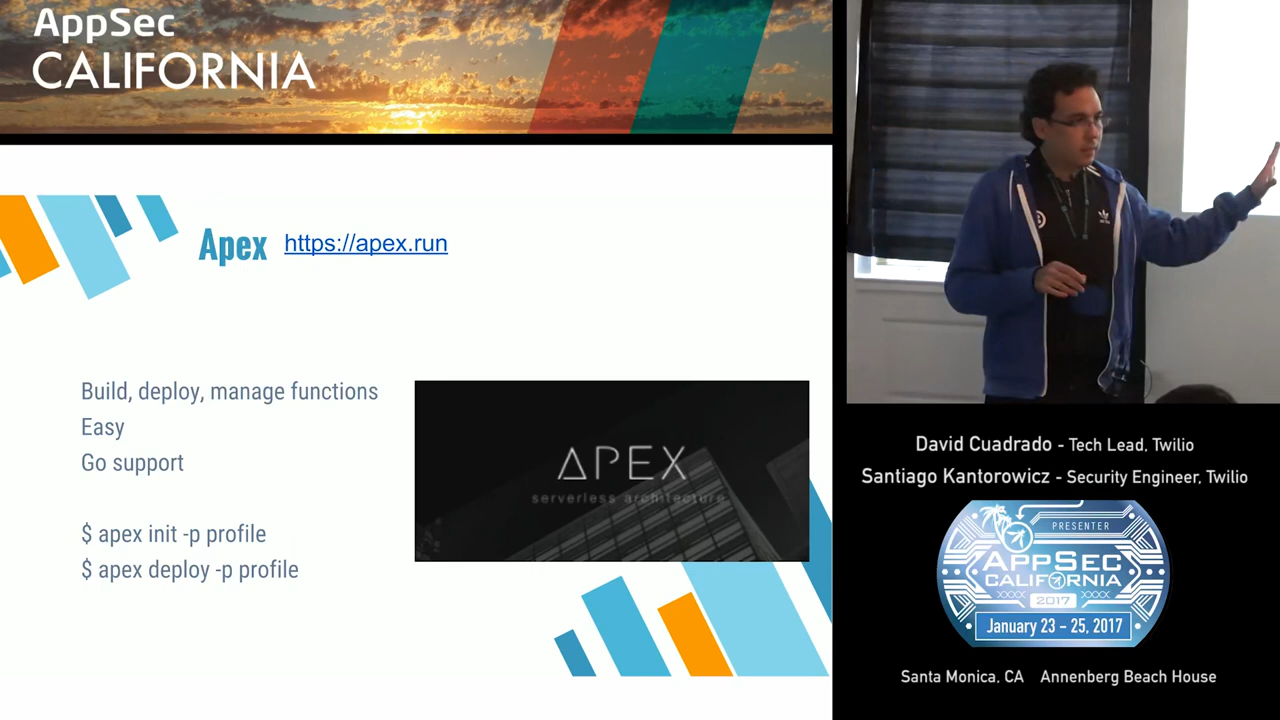 AppSec
CALIFORNIA
Apex https://apex.run
Build, deploy, manage functions
Easy
Go support
$ apex init -p profile
$ apex deploy -p profile
APEX
serverless architecture
David Cuadrado - Tech Lead, Twilio
Santiago Kantorowicz - Security Engineer, Twilio
PRESENTER
APPSEC
CALIFORNIA
2017
January 23 - 25, 2017
Santa Monica, CA Annenberg Beach House